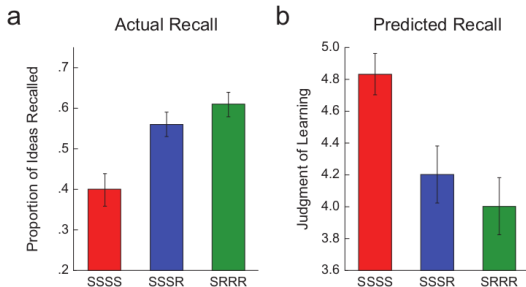 a
Actual Recall
Proportion of Ideas Recalled
.7
.6
.5
.4
.3
.2
SSSS SSSR SRRR
b
Predicted Recall
Judgment of Learning
5.0
4.8
4.6
4.4
4.2
4.0
3.8
3.6
SSSS SSSR SRRR